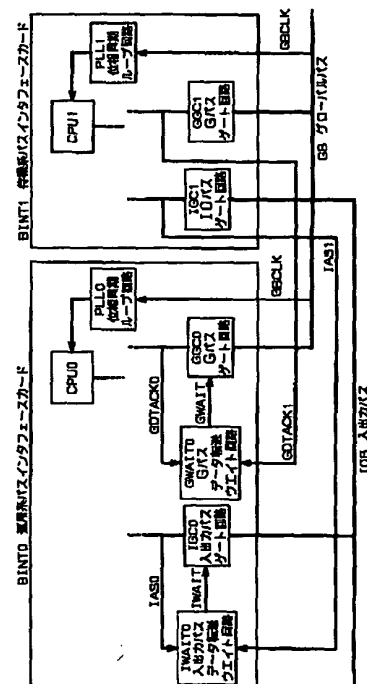 BINT0 運用系バスインタフェースカード
CPU0
PLL0
位相同期
ループ回路
GBCLK
GDTACK0
GWAIT
GGC0
Gバス
ゲート回路
GWAIT0
Gバス
データ転送
ウエイト回路
GDTACK1
IAS0
IWAIT
IGC0
入出力バス
ゲート回路
IWAIT0
入出力バス
データ転送
ウエイト回路
BINT1 待機系バスインタフェースカード
CPU1
PLL1
位相同期
ループ回路
GBCLK
GGC1
Gバス
ゲート回路
IGC1
IOバス
ゲート回路
GB グローバルバス
IAS1
IOB 入出力バス